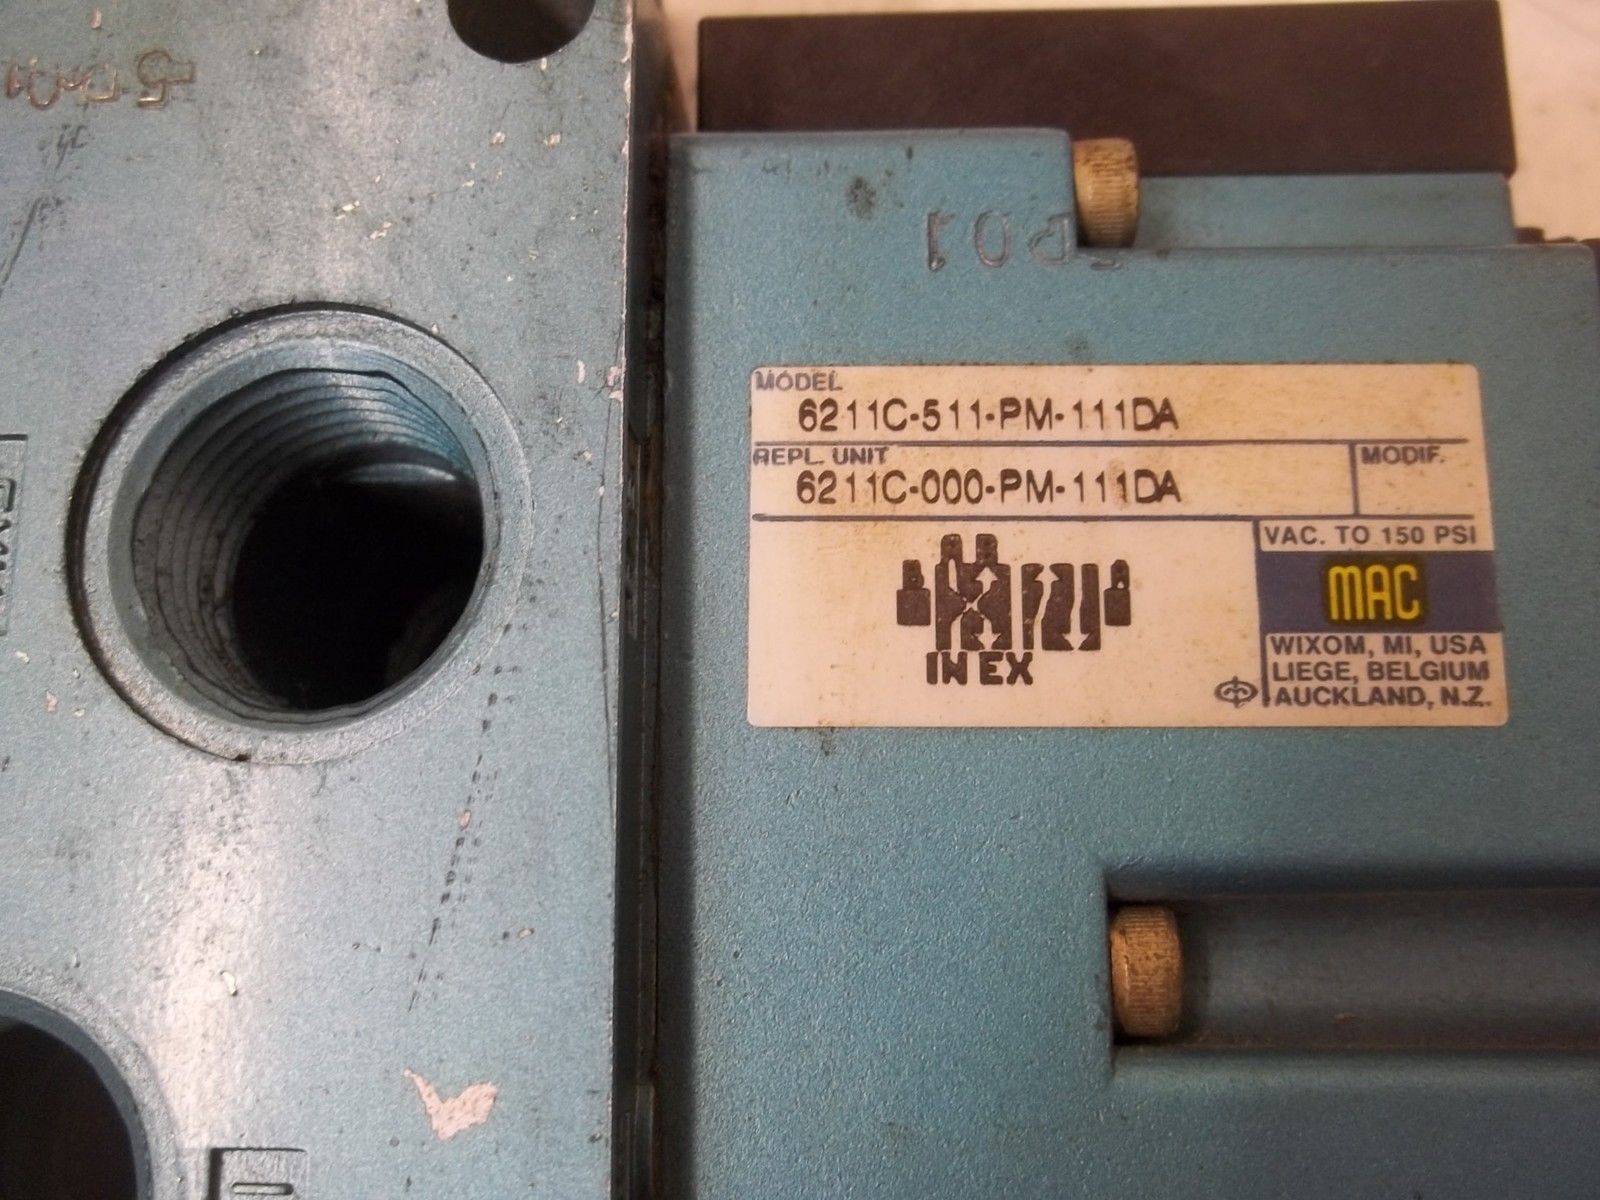 MODEL
6211C-511-PM-111DA
REPL. UNIT
6211C-000-PM-111DA
MODIF.
VAC. TO 150 PSI
MAC
WIXOM, MI, USA
LIEGE, BELGIUM
AUCKLAND, N.Z.
IN EX